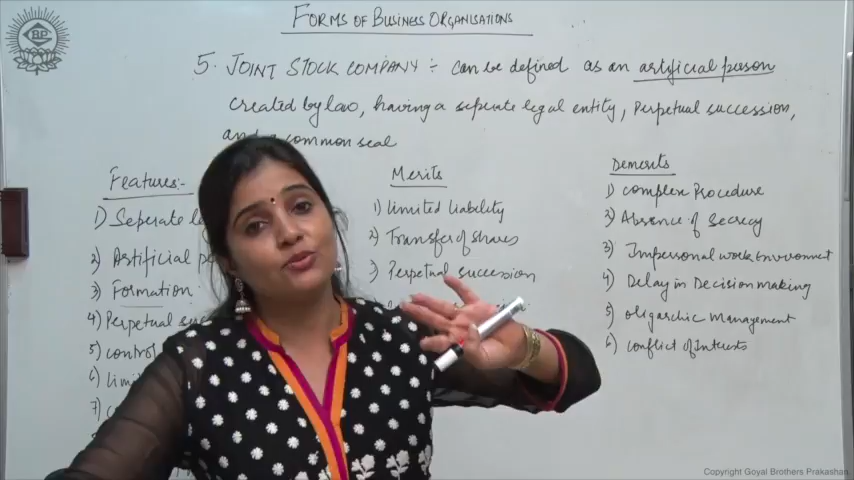 FORMS OF BUSINESS ORGANISATIONS
5. JOINT STOCK COMPANY :- can be defined as an artificial person
created by law, having a seperate legal entity, Perpetual succession,
and a common seal
Features:-
1) Seperate
2) Artificial
3) Formation
4) Perpetual
5) control
6)
7)
Merits
1) Limited liability
2) Transfer of shares
3) Perpetual succession
Demerits
1) Complex Procedure
2) Absence of Secrecy
3) Impersonal work Environment
4) Delay in Decision making
5) Oligarchic Management
6) Conflict of Interests
Copyright Goyal Brothers Prakashan